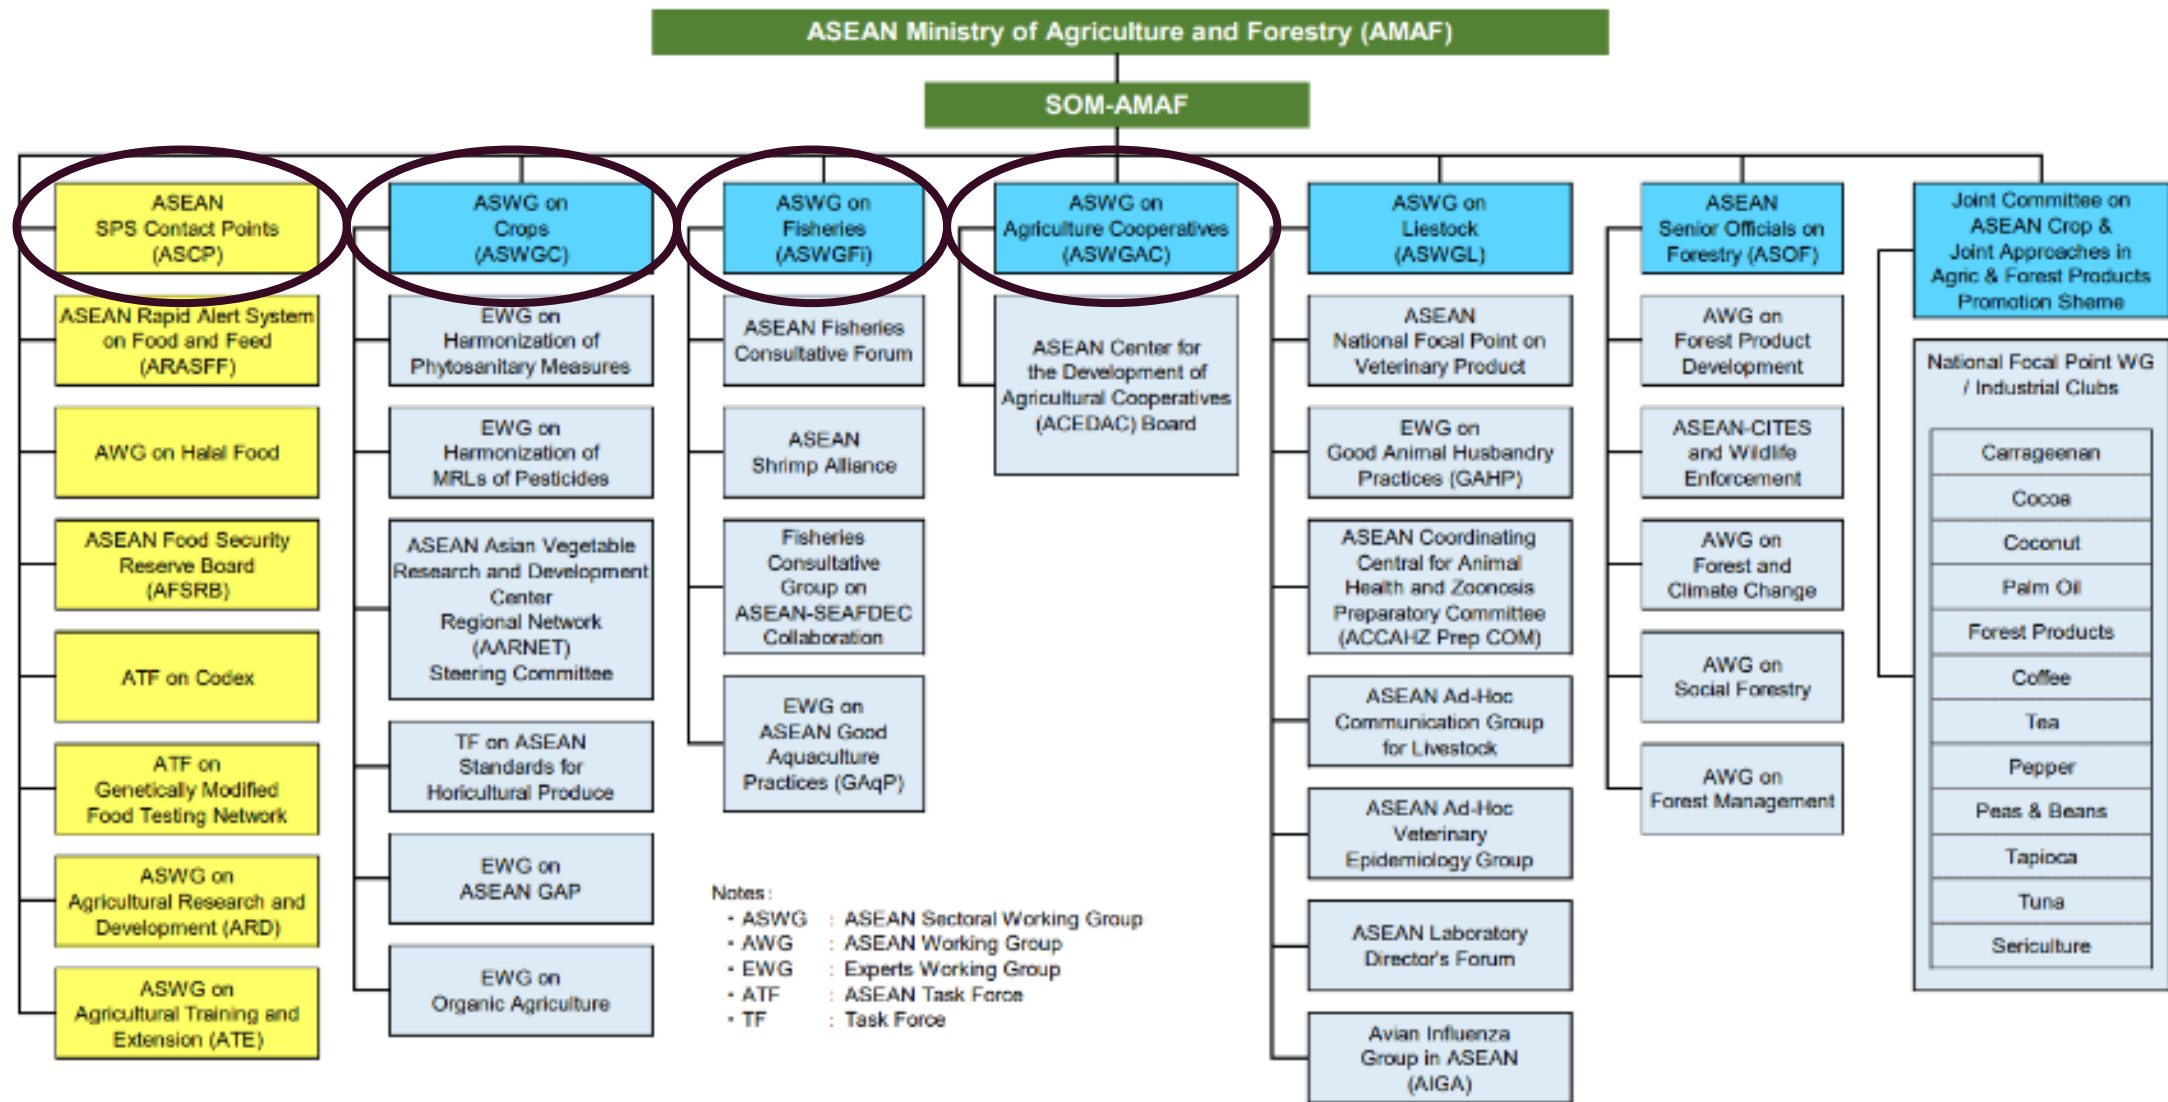 ASEAN Ministry of Agriculture and Forestry (AMAF)
SOM-AMAF
ASEAN
SPS Contact Points
(ASCP)
ASEAN Rapid Alert System
on Food and Feed
(ARASFF)
AWG on Halal Food
ASEAN Food Security
Reserve Board
(AFSRB)
ATF on Codex
ATF on
Genetically Modified
Food Testing Network
ASWG on
Agricultural Research and
Development (ARD)
ASWG on
Agricultural Training and
Extension (ATE)
ASWG on
Crops
(ASWGC)
EWG on
Harmonization of
Phytosanitary Measures
EWG on
Harmonization of
MRLs of Pesticides
ASEAN Asian Vegetable
Research and Development
Center
Regional Network
(AARNET)
Steering Committee
TF on ASEAN
Standards for
Horicultural Produce
EWG on
ASEAN GAP
EWG on
Organic Agriculture
ASWG on
Fisheries
(ASWGFi)
ASEAN Fisheries
Consultative Forum
ASEAN
Shrimp Alliance
Fisheries
Consultative
Group on
ASEAN-SEAFDEC
Collaboration
EWG on
ASEAN Good
Aquaculture
Practices (GAqP)
ASWG on
Agriculture Cooperatives
(ASWGAC)
ASEAN Center for
the Development of
Agricultural Cooperatives
(ACEDAC) Board
ASWG on
Liestock
(ASWGL)
ASEAN
National Focal Point on
Veterinary Product
EWG on
Good Animal Husbandry
Practices (GAHP)
ASEAN Coordinating
Central for Animal
Health and Zoonosis
Preparatory Committee
(ACCAHZ Prep COM)
ASEAN Ad-Hoc
Communication Group
for Livestock
ASEAN Ad-Hoc
Veterinary
Epidemiology Group
ASEAN Laboratory
Director's Forum
Avian Influenza
Group in ASEAN
(AIGA)
ASEAN
Senior Officials on
Forestry (ASOF)
AWG on
Forest Product
Development
ASEAN-CITES
and Wildlife
Enforcement
AWG on
Forest and
Climate Change
AWG on
Social Forestry
AWG on
Forest Management
Joint Committee on
ASEAN Crop &
Joint Approaches in
Agric & Forest Products
Promotion Sheme
National Focal Point WG
/ Industrial Clubs
Carrageenan
Cocoa
Coconut
Palm Oil
Forest Products
Coffee
Tea
Pepper
Peas & Beans
Tapioca
Tuna
Sericulture
Notes:
・ASWG : ASEAN Sectoral Working Group
・AWG : ASEAN Working Group
・EWG : Experts Working Group
・ATF : ASEAN Task Force
・TF : Task Force